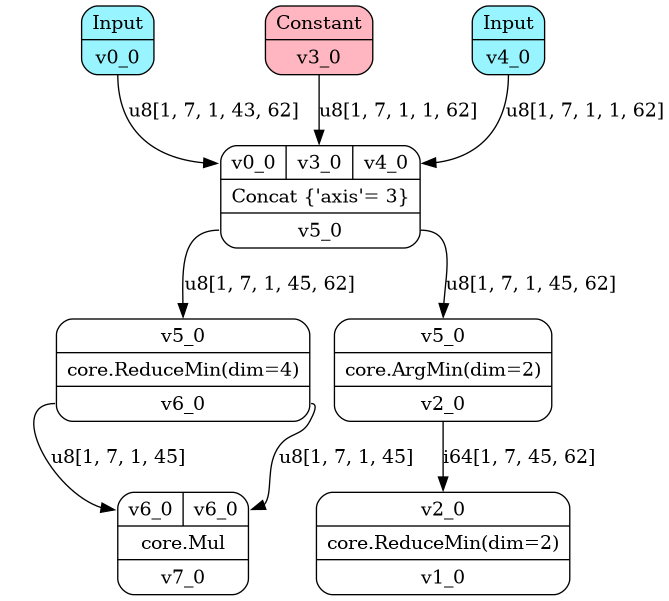 Input
v0_0
Constant
v3_0
Input
v4_0
u8[1, 7, 1, 43, 62]
u8[1, 7, 1, 1, 62]
u8[1, 7, 1, 1, 62]
v0_0
v3_0
v4_0
Concat {'axis'= 3}
v5_0
u8[1, 7, 1, 45, 62]
u8[1, 7, 1, 45, 62]
v5_0
core.ReduceMin(dim=4)
v6_0
v5_0
core.ArgMin(dim=2)
v2_0
u8[1, 7, 1, 45]
u8[1, 7, 1, 45]
i64[1, 7, 45, 62]
v6_0
v6_0
core.Mul
v7_0
v2_0
core.ReduceMin(dim=2)
v1_0